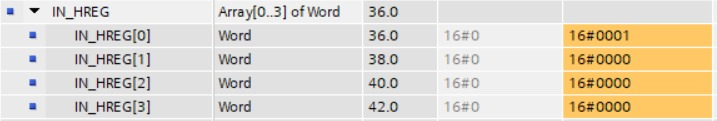 IN_HREG Array[0..3] of Word 36.0
IN_HREG[0] Word 36.0 16#0 16#0001
IN_HREG[1] Word 38.0 16#0 16#0000
IN_HREG[2] Word 40.0 16#0 16#0000
IN_HREG[3] Word 42.0 16#0 16#0000